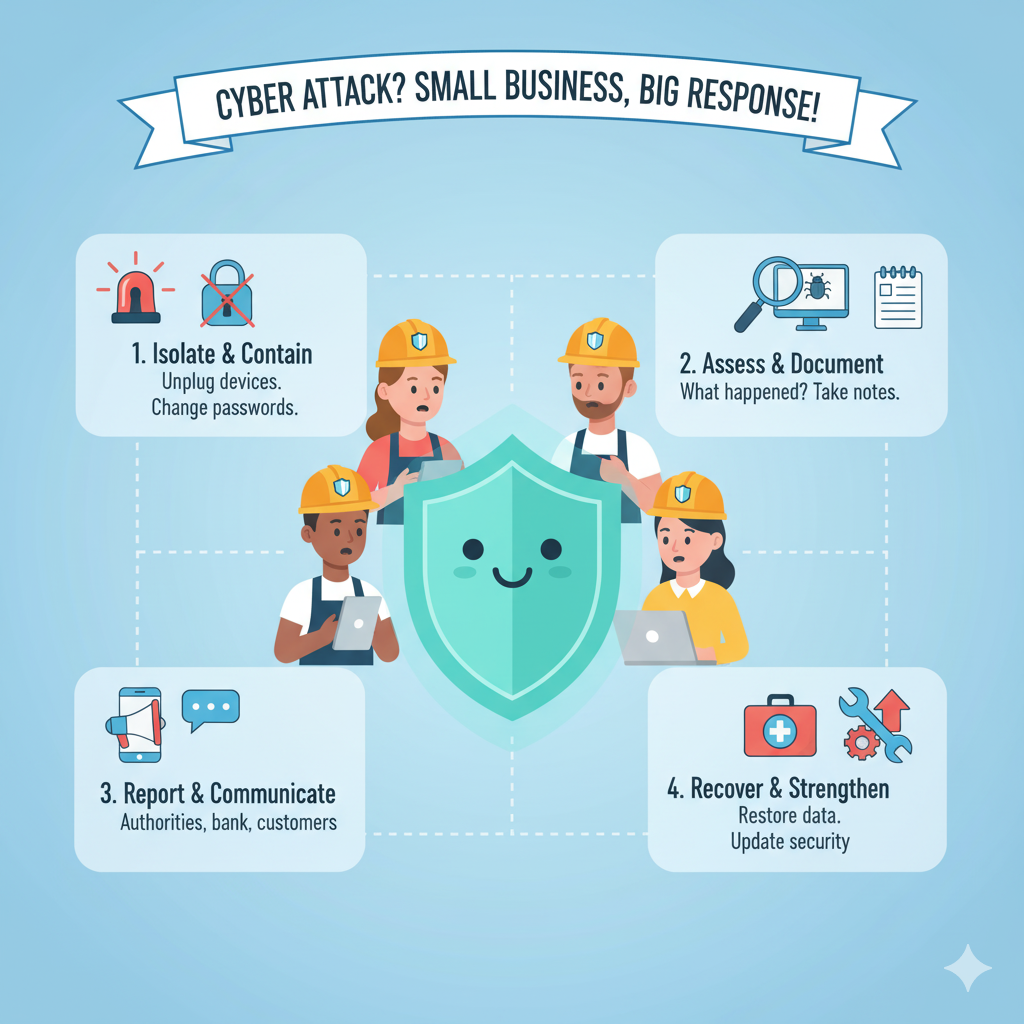 CYBER ATTACK? SMALL BUSINESS, BIG RESPONSE!
1. Isolate & Contain
Unplug devices.
Change passwords.
2. Assess & Document
What happened? Take notes.
3. Report & Communicate
Authorities, bank, customers
4. Recover & Strengthen
Restore data.
Update security